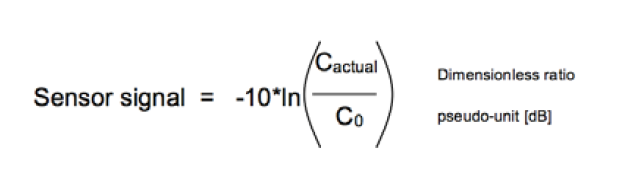 Sensor signal = -10*ln(Cactual / C0)
Dimensionless ratio
pseudo-unit [dB]